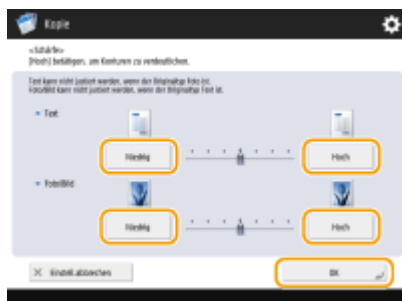 Kopie
<Schärfe>
[Hoch] betätigen, um Konturen zu verdeutlichen.
Text kann nicht justiert werden, wenn der Originaltyp Foto ist.
Foto/Bild kann nicht justiert werden, wenn der Originaltyp Text ist.
Text
Niedrig
Hoch
Foto/Bild
Niedrig
Hoch
Einstell. abbrechen
OK